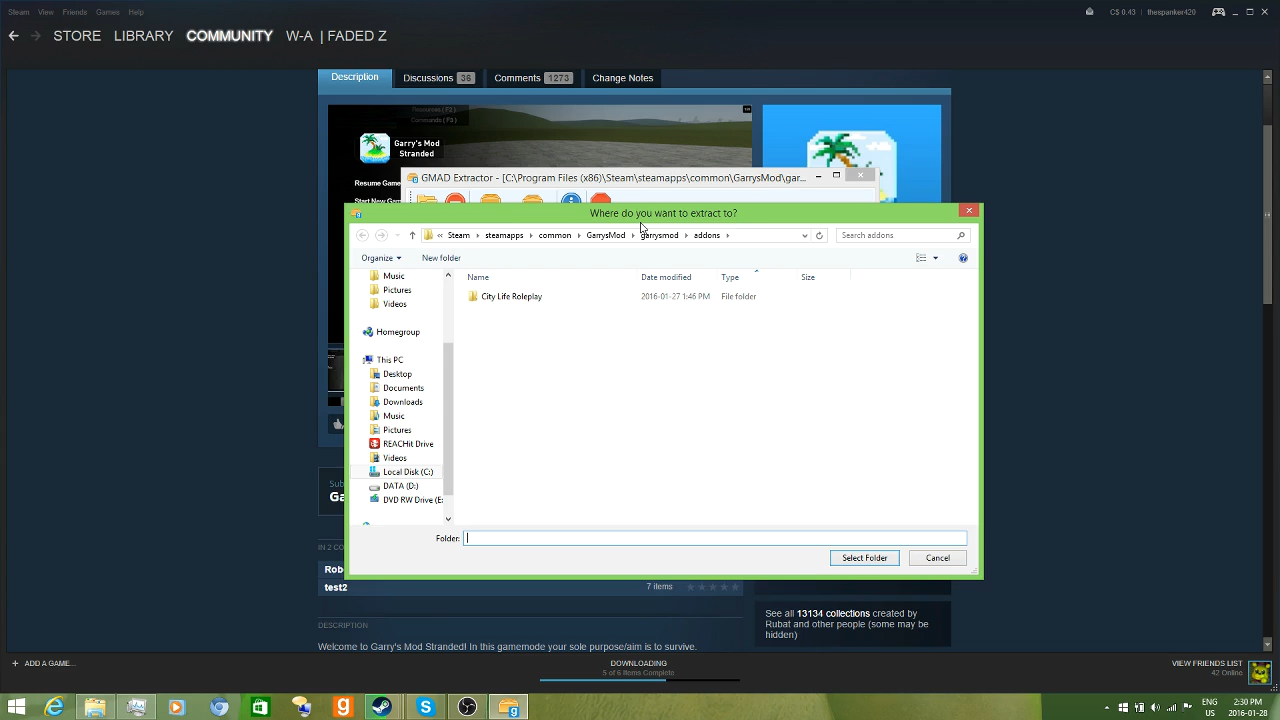 Steam View Friends Games Help
C$ 0.43 thespanker420
STORE LIBRARY COMMUNITY W-A | FADED Z
Description Discussions 36 Comments 1273 Change Notes
Resources ( F2 )
Commands ( F3 )
Garry's Mod
Stranded
Resume Game
Start New Gam
GMAD Extractor - [C:\Program Files (x86)\Steam\steamapps\common\GarrysMod\gar...
Where do you want to extract to?
« Steam steamapps common GarrysMod garrysmod addons
Search addons
Organize New folder
Name Date modified Type Size
City Life Roleplay 2016-01-27 1:46 PM File folder
Music
Pictures
Videos
Homegroup
This PC
Desktop
Documents
Downloads
Music
Pictures
REACHit Drive
Videos
Local Disk (C:)
DATA (D:)
DVD RW Drive (E:
Folder:
Select Folder Cancel
Sub
Ga
IN 2 CO
Rob
test2 7 items
See all 13134 collections created by
Rubat and other people (some may be
hidden)
DESCRIPTION
Welcome to Garry's Mod Stranded! In this gamemode your sole purpose/aim is to survive.
+ ADD A GAME...
DOWNLOADING
5 of 6 Items Complete
VIEW FRIENDS LIST
42 Online
ENG
US
2:30 PM
2016-01-28